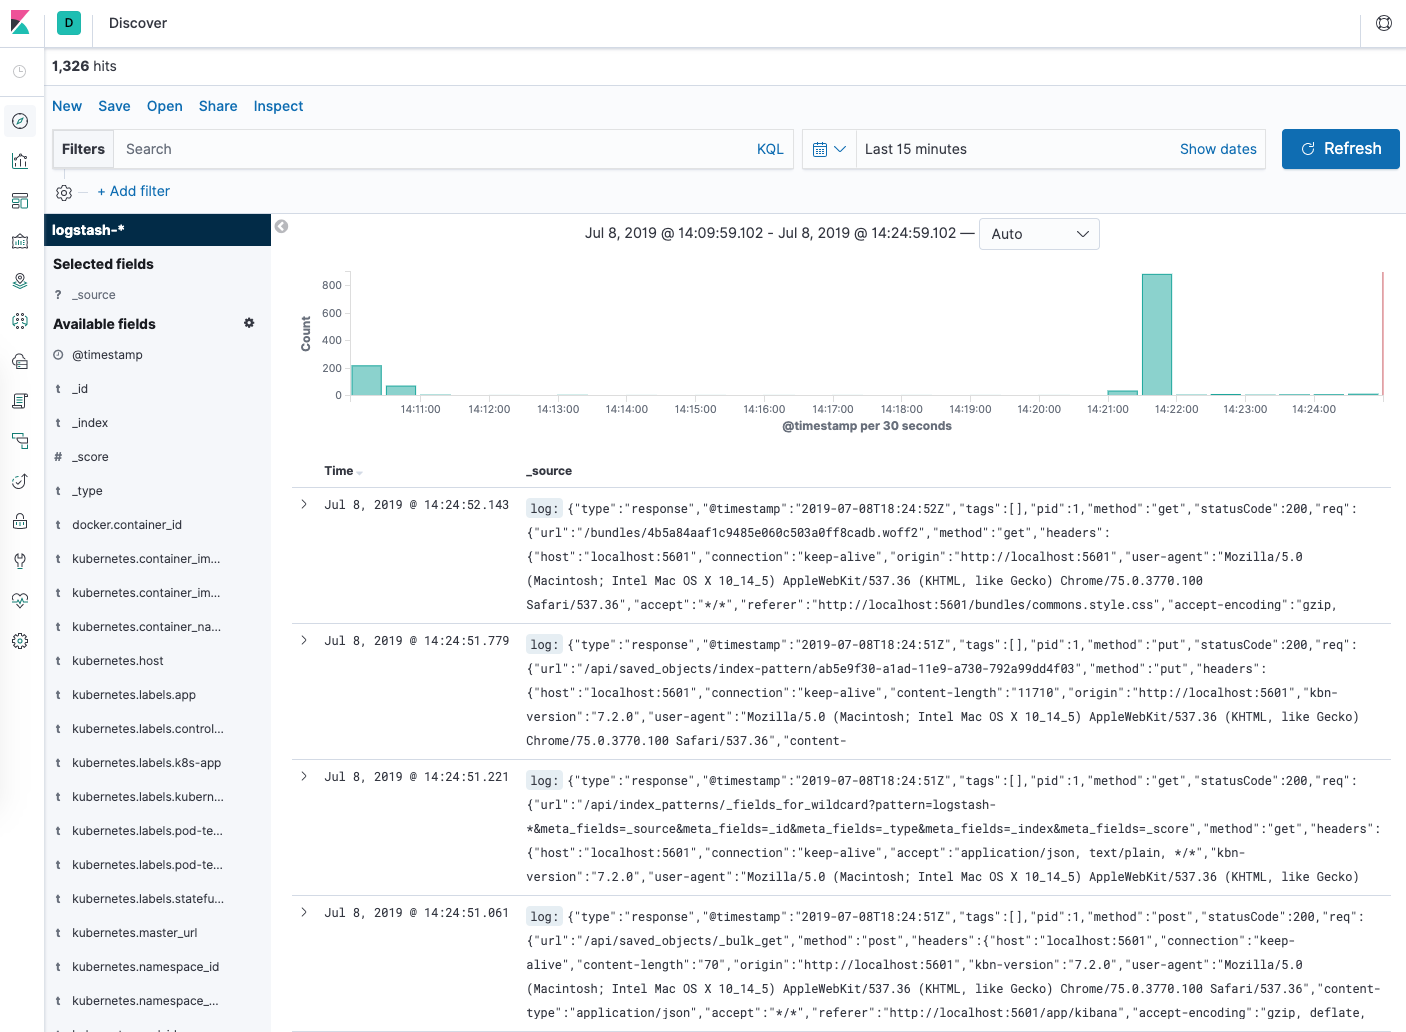 D Discover
1,326 hits
New Save Open Share Inspect
Filters Search KQL Last 15 minutes Show dates Refresh
+ Add filter
logstash-*
Selected fields
? _source
Available fields
@timestamp
t _id
t _index
# _score
t _type
t docker.container_id
t kubernetes.container_im...
t kubernetes.container_im...
t kubernetes.container_na...
t kubernetes.host
t kubernetes.labels.app
t kubernetes.labels.control...
t kubernetes.labels.k8s-app
t kubernetes.labels.kubern...
t kubernetes.labels.pod-te...
t kubernetes.labels.pod-te...
t kubernetes.labels.statefu...
t kubernetes.master_url
t kubernetes.namespace_id
t kubernetes.namespace_...
Jul 8, 2019 @ 14:09:59.102 - Jul 8, 2019 @ 14:24:59.102 — Auto
Count
800
600
400
200
0
14:11:00 14:12:00 14:13:00 14:14:00 14:15:00 14:16:00 14:17:00 14:18:00 14:19:00 14:20:00 14:21:00 14:22:00 14:23:00 14:24:00
@timestamp per 30 seconds
Time _source
Jul 8, 2019 @ 14:24:52.143 log: {"type":"response","@timestamp":"2019-07-08T18:24:52Z","tags":[],"pid":1,"method":"get","statusCode":200,"req":
{"url":"/bundles/4b5a84aaf1c9485e060c503a0ff8cadb.woff2","method":"get","headers":
{"host":"localhost:5601","connection":"keep-alive","origin":"http://localhost:5601","user-agent":"Mozilla/5.0
(Macintosh; Intel Mac OS X 10_14_5) AppleWebKit/537.36 (KHTML, like Gecko) Chrome/75.0.3770.100
Safari/537.36","accept":"*/*","referer":"http://localhost:5601/bundles/commons.style.css","accept-encoding":"gzip,
Jul 8, 2019 @ 14:24:51.779 log: {"type":"response","@timestamp":"2019-07-08T18:24:51Z","tags":[],"pid":1,"method":"put","statusCode":200,"req":
{"url":"/api/saved_objects/index-pattern/ab5e9f30-a1ad-11e9-a730-792a99dd4f03","method":"put","headers":
{"host":"localhost:5601","connection":"keep-alive","content-length":"11710","origin":"http://localhost:5601","kbn-
version":"7.2.0","user-agent":"Mozilla/5.0 (Macintosh; Intel Mac OS X 10_14_5) AppleWebKit/537.36 (KHTML, like Gecko)
Chrome/75.0.3770.100 Safari/537.36","content-
Jul 8, 2019 @ 14:24:51.221 log: {"type":"response","@timestamp":"2019-07-08T18:24:51Z","tags":[],"pid":1,"method":"get","statusCode":200,"req":
{"url":"/api/index_patterns/_fields_for_wildcard?pattern=logstash-
*&meta_fields=_source&meta_fields=_id&meta_fields=_type&meta_fields=_index&meta_fields=_score","method":"get","headers":
{"host":"localhost:5601","connection":"keep-alive","accept":"application/json, text/plain, */*","kbn-
version":"7.2.0","user-agent":"Mozilla/5.0 (Macintosh; Intel Mac OS X 10_14_5) AppleWebKit/537.36 (KHTML, like Gecko)
Jul 8, 2019 @ 14:24:51.061 log: {"type":"response","@timestamp":"2019-07-08T18:24:51Z","tags":[],"pid":1,"method":"post","statusCode":200,"req":
{"url":"/api/saved_objects/_bulk_get","method":"post","headers":{"host":"localhost:5601","connection":"keep-
alive","content-length":"70","origin":"http://localhost:5601","kbn-version":"7.2.0","user-agent":"Mozilla/5.0
(Macintosh; Intel Mac OS X 10_14_5) AppleWebKit/537.36 (KHTML, like Gecko) Chrome/75.0.3770.100 Safari/537.36","content-
type":"application/json","accept":"*/*","referer":"http://localhost:5601/app/kibana","accept-encoding":"gzip, deflate,